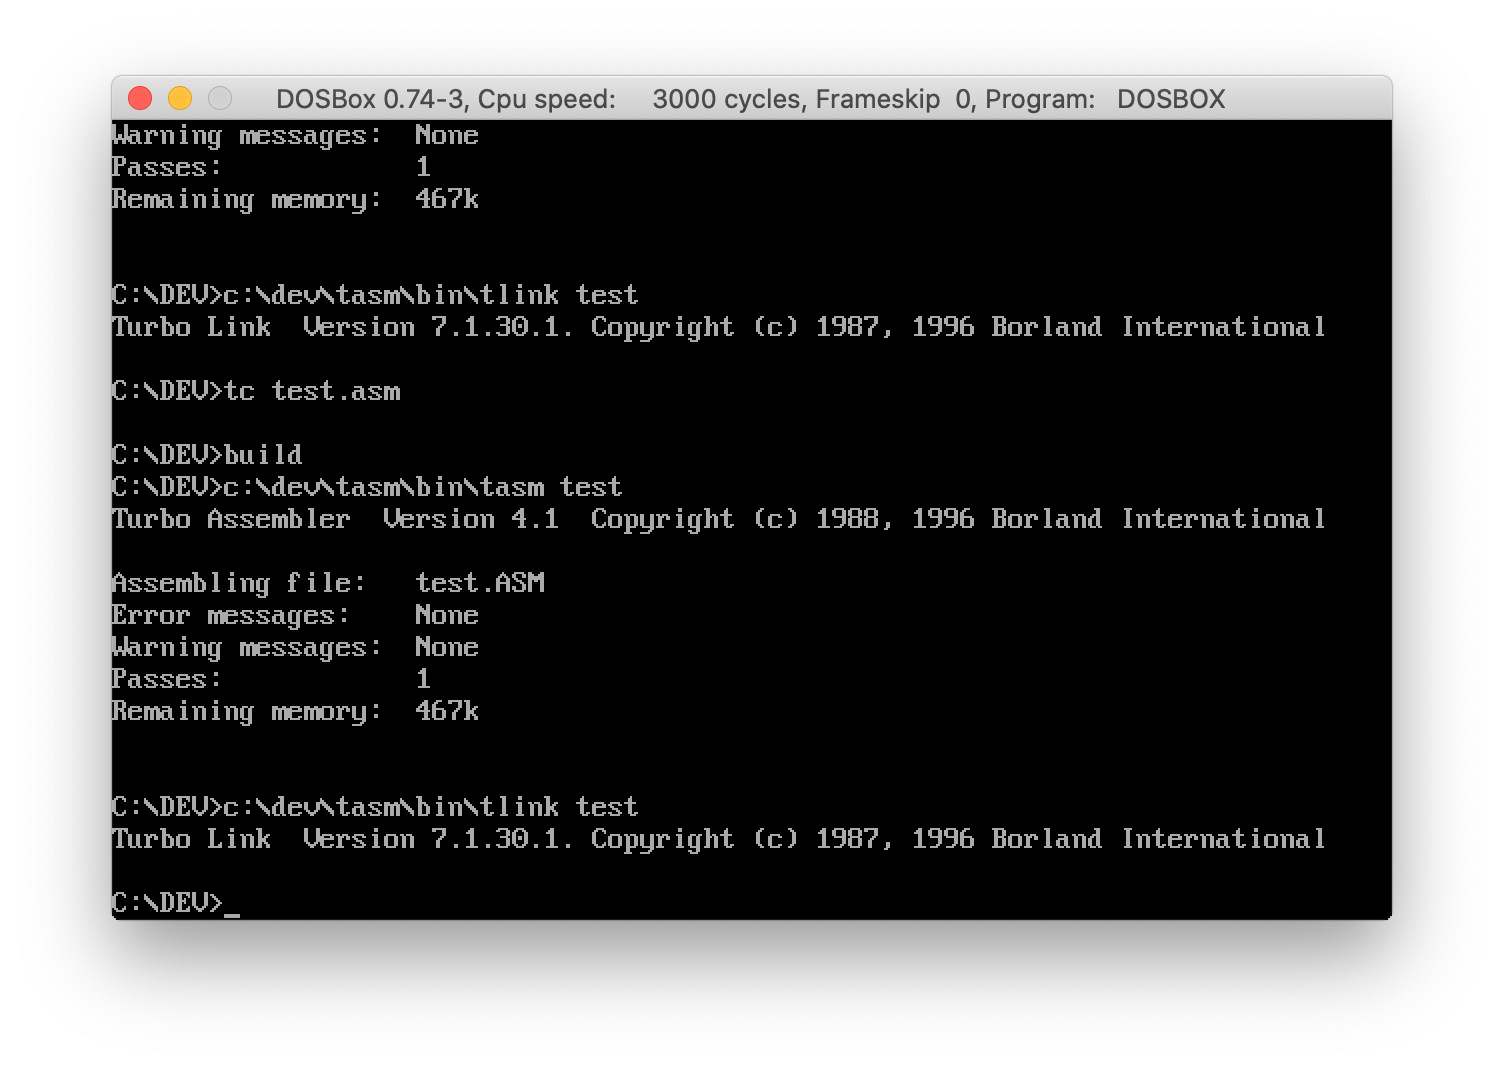 DOSBox 0.74-3, Cpu speed:    3000 cycles, Frameskip  0, Program:   DOSBOX
Warning messages:  None
Passes:            1
Remaining memory:  467k
C:\DEV>c:\dev\tasm\bin\tlink test
Turbo Link  Version 7.1.30.1. Copyright (c) 1987, 1996 Borland International
C:\DEV>tc test.asm
C:\DEV>build
C:\DEV>c:\dev\tasm\bin\tasm test
Turbo Assembler  Version 4.1  Copyright (c) 1988, 1996 Borland International
Assembling file:   test.ASM
Error messages:    None
Warning messages:  None
Passes:            1
Remaining memory:  467k
C:\DEV>c:\dev\tasm\bin\tlink test
Turbo Link  Version 7.1.30.1. Copyright (c) 1987, 1996 Borland International
C:\DEV>_